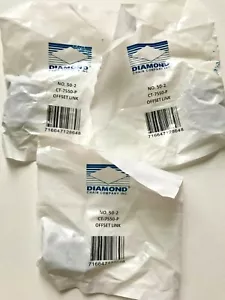 DIAMOND
CHAIN COMPANY INC.
NO. 50-2
CT-7550-P
OFFSET LINK
DIAMOND
CHAIN COMPANY INC.
NO. 50-2
CT-7550-P
OFFSET LINK
DIAMOND
CHAIN COMPANY INC.
NO. 50-2
CT-7550-P
OFFSET LINK